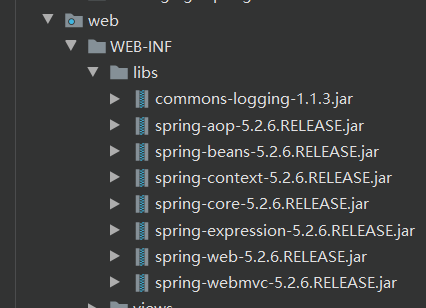 web
WEB-INF
libs
commons-logging-1.1.3.jar
spring-aop-5.2.6.RELEASE.jar
spring-beans-5.2.6.RELEASE.jar
spring-context-5.2.6.RELEASE.jar
spring-core-5.2.6.RELEASE.jar
spring-expression-5.2.6.RELEASE.jar
spring-web-5.2.6.RELEASE.jar
spring-webmvc-5.2.6.RELEASE.jar
views